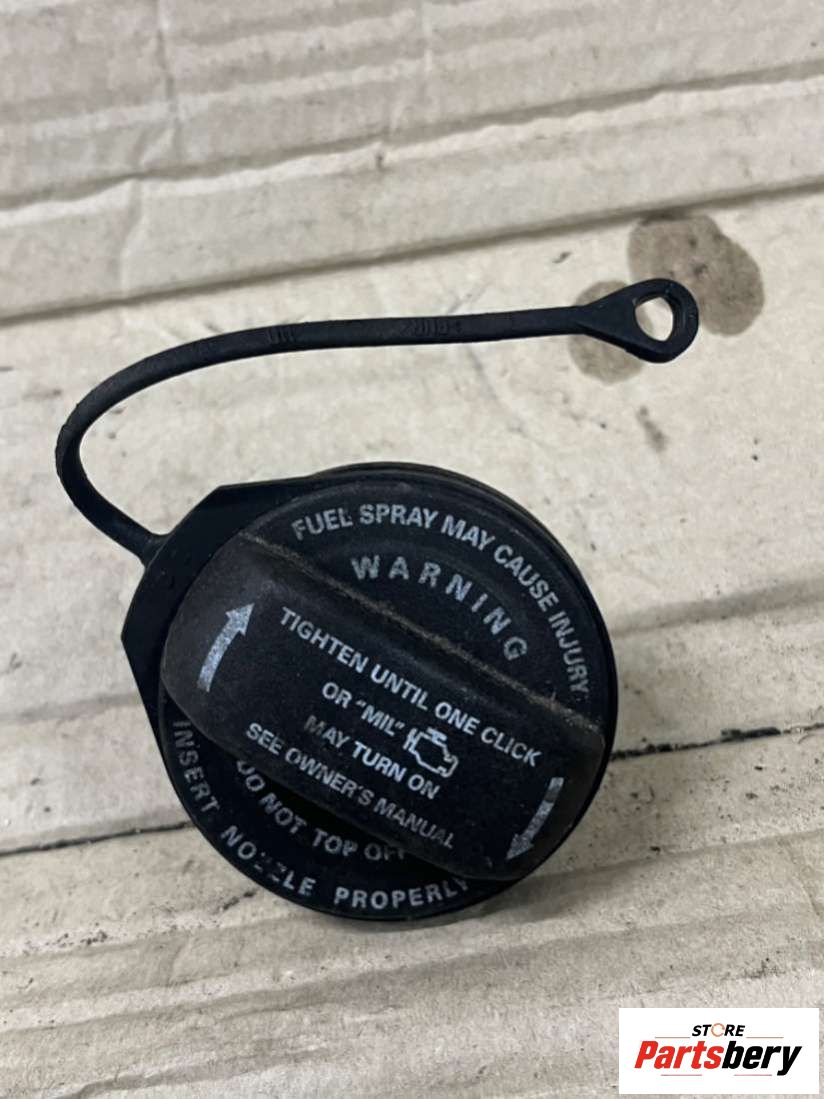 FUEL SPRAY MAY CAUSE INJURY
WARNING
TIGHTEN UNTIL ONE CLICK
OR "MIL"
MAY TURN ON
SEE OWNER'S MANUAL
DO NOT TOP OFF
INSERT NOZZLE PROPERLY
STORE
Partsbery